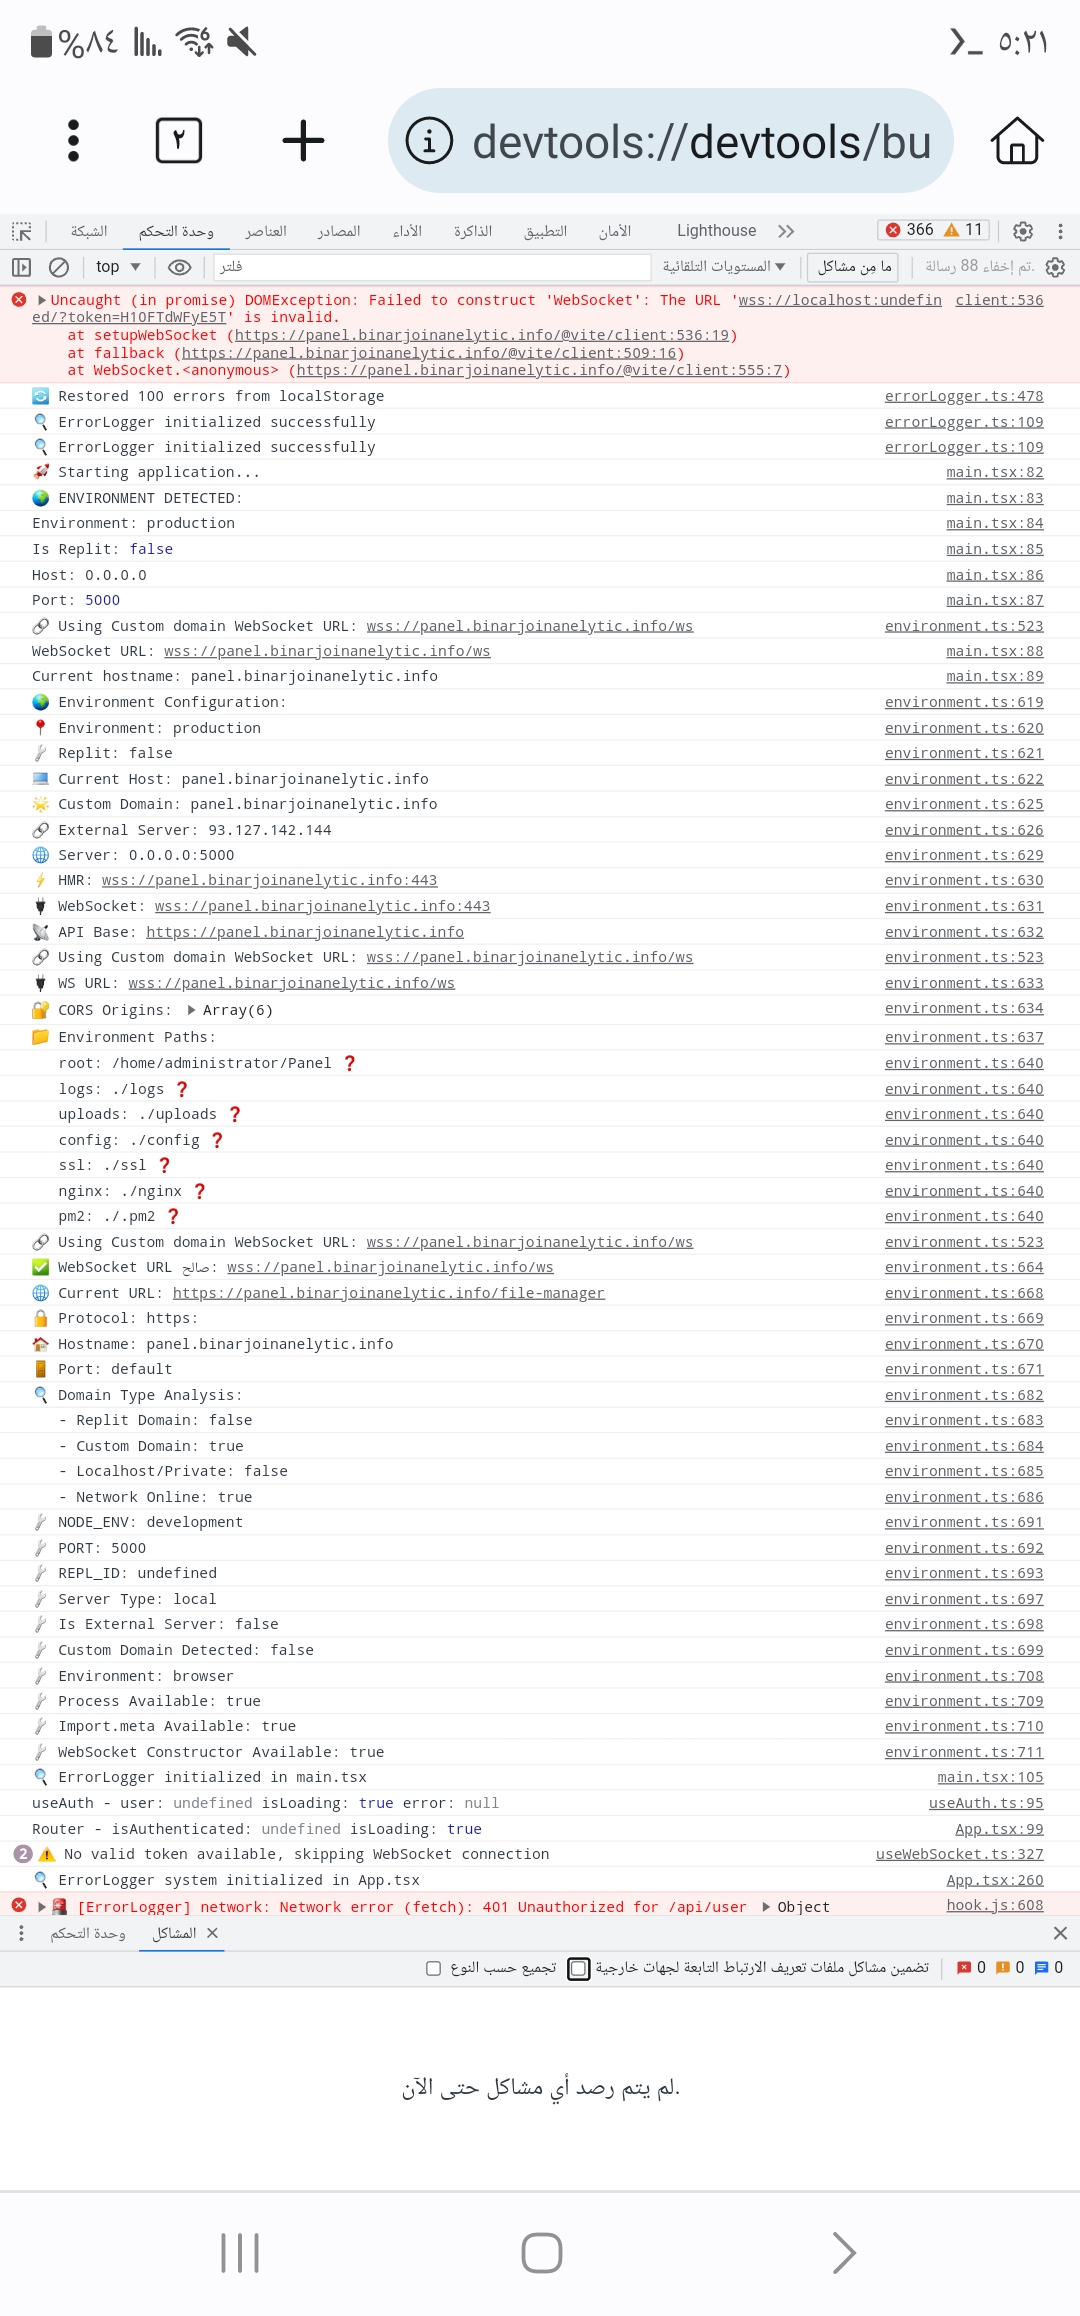 %٨٤ ٥:٢١
٢ devtools://devtools/bu
الشبكة وحدة التحكم العناصر المصادر الأداء الذاكرة التطبيق الأمان Lighthouse 366 11
top فلتر المستويات التلقائية ما مِن مشاكل تم إخفاء 88 رسالة.
Uncaught (in promise) DOMException: Failed to construct 'WebSocket': The URL 'wss://localhost:undefin client:536
ed/?token=H10FTdWFyE5T' is invalid.
at setupWebSocket (https://panel.binarjoinanelytic.info/@vite/client:536:19)
at fallback (https://panel.binarjoinanelytic.info/@vite/client:509:16)
at WebSocket.<anonymous> (https://panel.binarjoinanelytic.info/@vite/client:555:7)
🔄 Restored 100 errors from localStorage errorLogger.ts:478
🔍 ErrorLogger initialized successfully errorLogger.ts:109
🔍 ErrorLogger initialized successfully errorLogger.ts:109
🚀 Starting application... main.tsx:82
🌍 ENVIRONMENT DETECTED: main.tsx:83
Environment: production main.tsx:84
Is Replit: false main.tsx:85
Host: 0.0.0.0 main.tsx:86
Port: 5000 main.tsx:87
🔗 Using Custom domain WebSocket URL: wss://panel.binarjoinanelytic.info/ws environment.ts:523
WebSocket URL: wss://panel.binarjoinanelytic.info/ws main.tsx:88
Current hostname: panel.binarjoinanelytic.info main.tsx:89
🌍 Environment Configuration: environment.ts:619
📍 Environment: production environment.ts:620
🔧 Replit: false environment.ts:621
💻 Current Host: panel.binarjoinanelytic.info environment.ts:622
🌟 Custom Domain: panel.binarjoinanelytic.info environment.ts:625
🔗 External Server: 93.127.142.144 environment.ts:626
🌐 Server: 0.0.0.0:5000 environment.ts:629
⚡ HMR: wss://panel.binarjoinanelytic.info:443 environment.ts:630
🔌 WebSocket: wss://panel.binarjoinanelytic.info:443 environment.ts:631
📡 API Base: https://panel.binarjoinanelytic.info environment.ts:632
🔗 Using Custom domain WebSocket URL: wss://panel.binarjoinanelytic.info/ws environment.ts:523
🔌 WS URL: wss://panel.binarjoinanelytic.info/ws environment.ts:633
🔐 CORS Origins: ▶ Array(6) environment.ts:634
📁 Environment Paths: environment.ts:637
root: /home/administrator/Panel ❓ environment.ts:640
logs: ./logs ❓ environment.ts:640
uploads: ./uploads ❓ environment.ts:640
config: ./config ❓ environment.ts:640
ssl: ./ssl ❓ environment.ts:640
nginx: ./nginx ❓ environment.ts:640
pm2: ./.pm2 ❓ environment.ts:640
🔗 Using Custom domain WebSocket URL: wss://panel.binarjoinanelytic.info/ws environment.ts:523
✅ WebSocket URL صالح: wss://panel.binarjoinanelytic.info/ws environment.ts:664
🌐 Current URL: https://panel.binarjoinanelytic.info/file-manager environment.ts:668
🔒 Protocol: https: environment.ts:669
🏠 Hostname: panel.binarjoinanelytic.info environment.ts:670
🚪 Port: default environment.ts:671
🔍 Domain Type Analysis: environment.ts:682
- Replit Domain: false environment.ts:683
- Custom Domain: true environment.ts:684
- Localhost/Private: false environment.ts:685
- Network Online: true environment.ts:686
🔧 NODE_ENV: development environment.ts:691
🔧 PORT: 5000 environment.ts:692
🔧 REPL_ID: undefined environment.ts:693
🔧 Server Type: local environment.ts:697
🔧 Is External Server: false environment.ts:698
🔧 Custom Domain Detected: false environment.ts:699
🔧 Environment: browser environment.ts:708
🔧 Process Available: true environment.ts:709
🔧 Import.meta Available: true environment.ts:710
🔧 WebSocket Constructor Available: true environment.ts:711
🔍 ErrorLogger initialized in main.tsx main.tsx:105
useAuth - user: undefined isLoading: true error: null useAuth.ts:95
Router - isAuthenticated: undefined isLoading: true App.tsx:99
2 ⚠️ No valid token available, skipping WebSocket connection useWebSocket.ts:327
🔍 ErrorLogger system initialized in App.tsx App.tsx:260
▶ 🚨 [ErrorLogger] network: Network error (fetch): 401 Unauthorized for /api/user ▶ Object hook.js:608
وحدة التحكم المشاكل
تجميع حسب النوع تضمين مشاكل ملفات تعريف الارتباط التابعة لجهات خارجية 0 0 0
لم يتم رصد أي مشاكل حتى الآن.